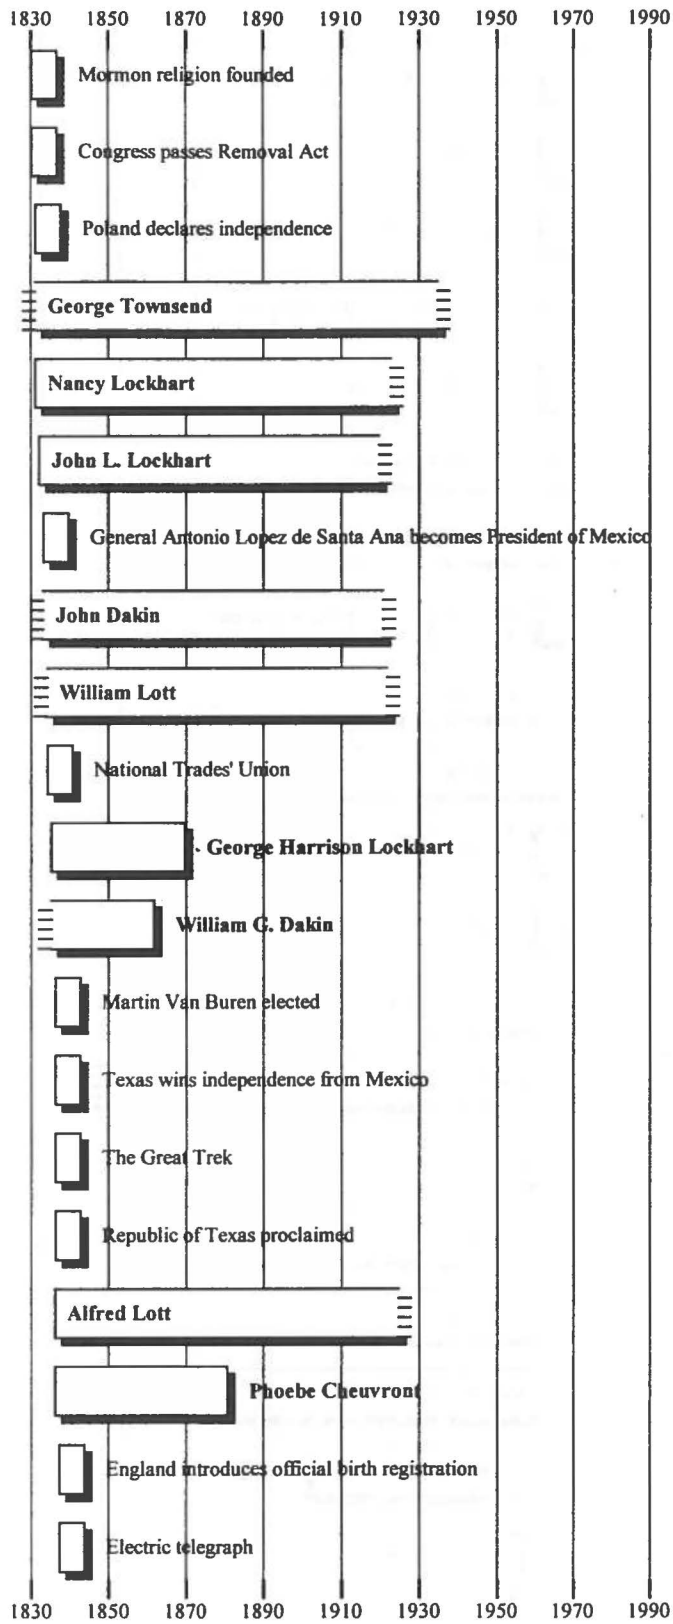 1830 1850 1870 1890 1910 1930 1950 1970 1990
Mormon religion founded
Congress passes Removal Act
Poland declares independence
George Townsend
Nancy Lockhart
John L. Lockhart
General Antonio Lopez de Santa Ana becomes President of Mexico
John Dakin
William Lott
National Trades' Union
George Harrison Lockhart
William G. Dakin
Martin Van Buren elected
Texas wins independence from Mexico
The Great Trek
Republic of Texas proclaimed
Alfred Lott
Phoebe Cheuvront
England introduces official birth registration
Electric telegraph
1830 1850 1870 1890 1910 1930 1950 1970 1990